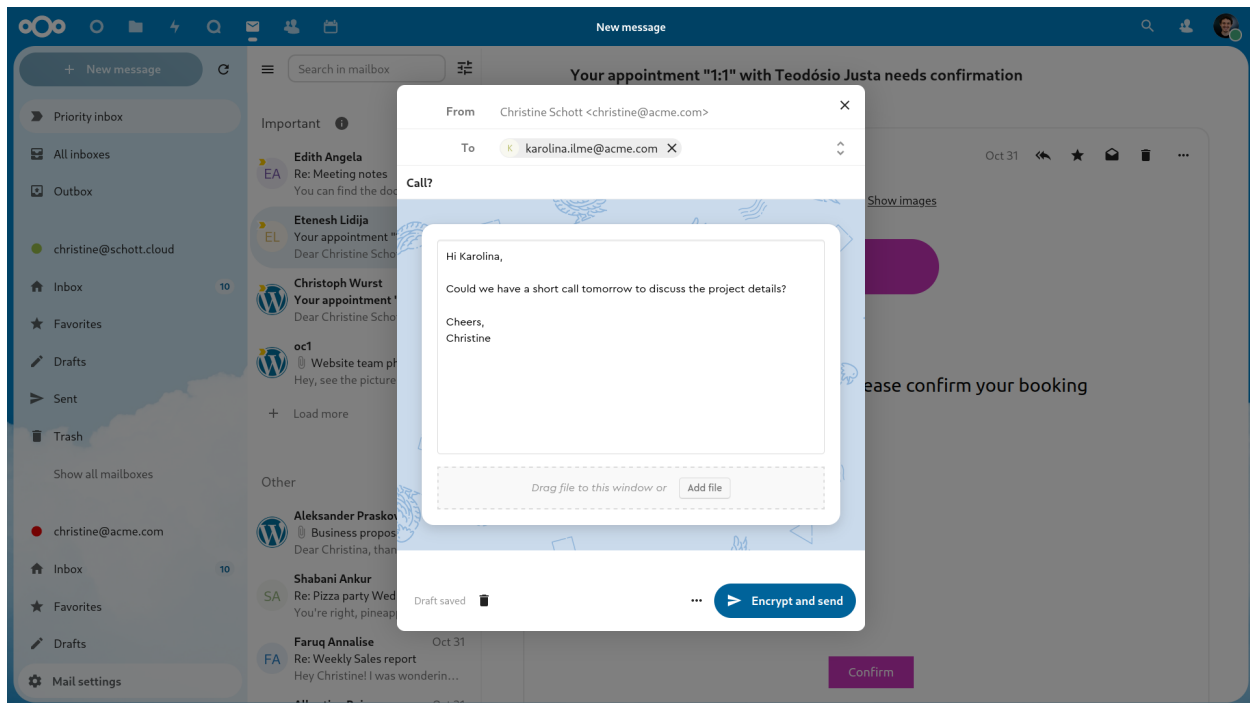 New message
+ New message
Search in mailbox
Priority inbox
All inboxes
Outbox
christine@schott.cloud
Inbox 10
Favorites
Drafts
Sent
Trash
Show all mailboxes
christine@acme.com
Inbox 10
Favorites
Drafts
Mail settings
Important
EA
Edith Angela
Re: Meeting notes
You can find the doc
EL
Etenesh Lidija
Your appointment "
Dear Christine Scho
Christoph Wurst
Your appointment "
Dear Christine Scho
oc1
Website team ph
Hey, see the picture
+ Load more
Other
Aleksander Praskov
Business propos
Dear Christina, than
SA
Shabani Ankur
Re: Pizza party Wed
You're right, pineap
FA
Faruq Annalise Oct 31
Re: Weekly Sales report
Hey Christine! I was wonderin...
Your appointment "1:1" with Teodósio Justa needs confirmation
Oct 31
Show images
ease confirm your booking
Confirm
From Christine Schott <christine@acme.com>
To K karolina.ilme@acme.com
Call?
Hi Karolina,
Could we have a short call tomorrow to discuss the project details?
Cheers,
Christine
Drag file to this window or Add file
Draft saved
Encrypt and send